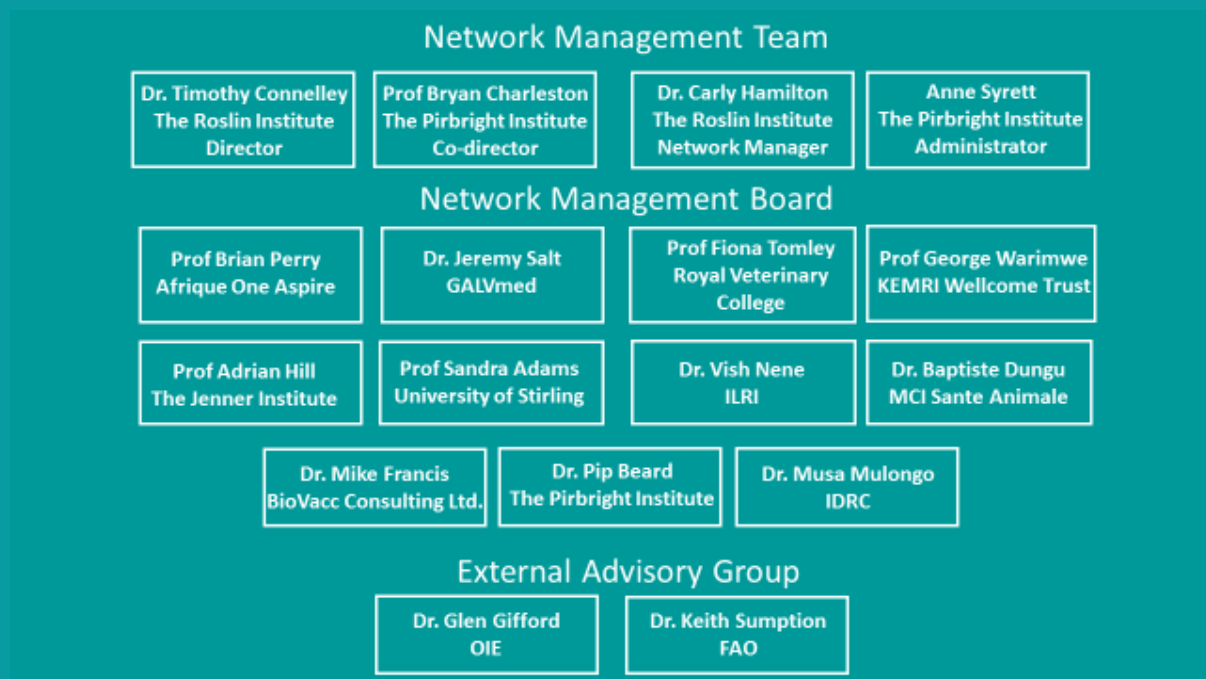 Network Management Team
Dr. Timothy Connelley
The Roslin Institute
Director
Prof Bryan Charleston
The Pirbright Institute
Co-director
Dr. Carly Hamilton
The Roslin Institute
Network Manager
Anne Syrett
The Pirbright Institute
Administrator
Network Management Board
Prof Brian Perry
Afrique One Aspire
Dr. Jeremy Salt
GALVmed
Prof Fiona Tomley
Royal Veterinary
College
Prof George Warimwe
KEMRI Wellcome Trust
Prof Adrian Hill
The Jenner Institute
Prof Sandra Adams
University of Stirling
Dr. Vish Nene
ILRI
Dr. Baptiste Dungu
MCI Sante Animale
Dr. Mike Francis
BioVacc Consulting Ltd.
Dr. Pip Beard
The Pirbright Institute
Dr. Musa Mulongo
IDRC
External Advisory Group
Dr. Glen Gifford
OIE
Dr. Keith Sumption
FAO